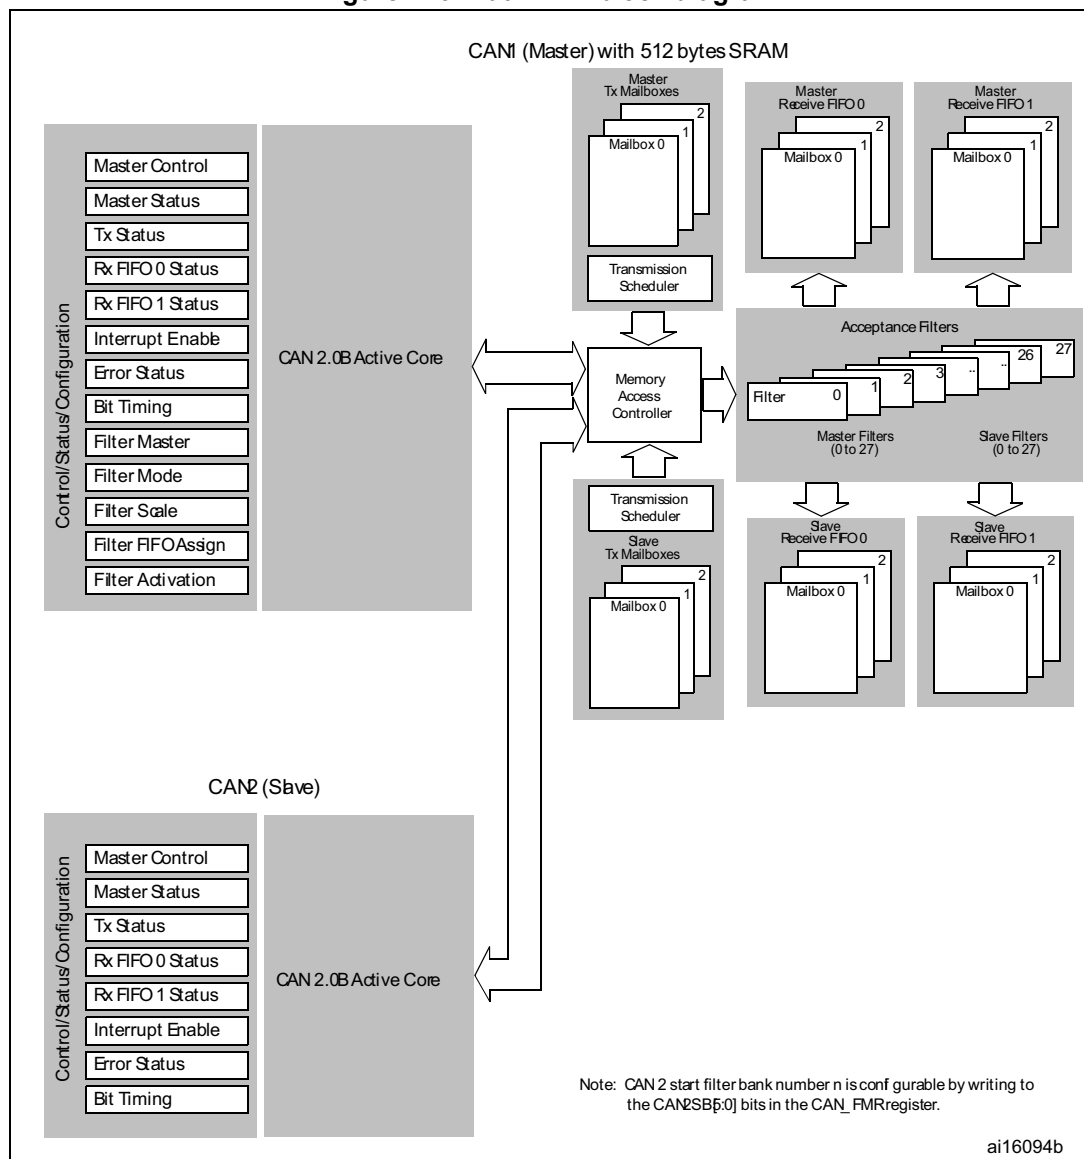 CAN1 (Master) with 512 bytes SRAM
Master
Tx Mailboxes
2
1
Mailbox 0
Transmission
Scheduler
Master
Receive FIFO 0
2
1
Mailbox 0
Master
Receive FIFO 1
2
1
Mailbox 0
Control/Status/Configuration
Master Control
Master Status
Tx Status
Rx FIFO 0 Status
Rx FIFO 1 Status
Interrupt Enable
Error Status
Bit Timing
Filter Master
Filter Mode
Filter Scale
Filter FIFO Assign
Filter Activation
CAN 2.0B Active Core
Memory
Access
Controller
Acceptance Filters
27
26
..
..
3
2
1
Filter 0
Master Filters
(0 to 27)
Slave Filters
(0 to 27)
Transmission
Scheduler
Slave
Tx Mailboxes
2
1
Mailbox 0
Slave
Receive FIFO 0
2
1
Mailbox 0
Slave
Receive FIFO 1
2
1
Mailbox 0
CAN2 (Slave)
Control/Status/Configuration
Master Control
Master Status
Tx Status
Rx FIFO 0 Status
Rx FIFO 1 Status
Interrupt Enable
Error Status
Bit Timing
CAN 2.0B Active Core
Note: CAN 2 start filter bank number n is configurable by writing to
the CAN2SB[5:0] bits in the CAN_FMR register.
ai16094b